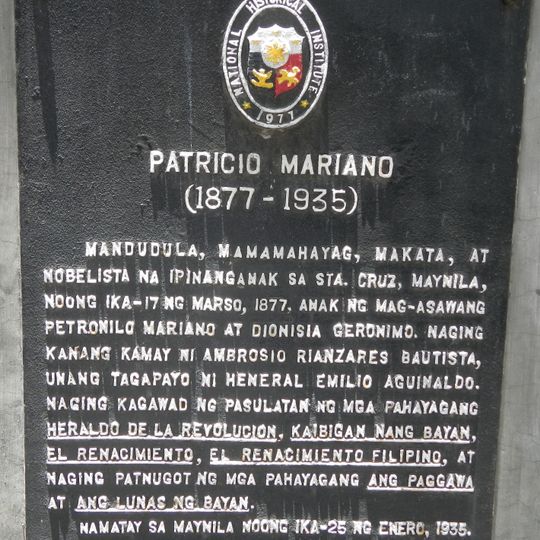 NATIONAL HISTORICAL INSTITUTE
1977
PATRICIO MARIANO
(1877 - 1935)
MANDUDULA, MAMAMAHAYAG, MAKATA, AT
NOBELISTA NA IPINANGANAK SA STA. CRUZ, MAYNILA,
NOONG IKA-17 NG MARSO, 1877. ANAK NG MAG-ASAWANG
PETRONILO MARIANO AT DIONISIA GERONIMO. NAGING
KANANG KAMAY NI AMBROSIO RIANZARES BAUTISTA,
UNANG TAGAPAYO NI HENERAL EMILIO AGUINALDO.
NAGING KAGAWAD NG PASULATAN NG MGA PAHAYAGANG
HERALDO DE LA REVOLUCION, KAIBIGAN NANG BAYAN,
EL RENACIMIENTO, EL RENACIMIENTO FILIPINO, AT
NAGING PATNUGOT NG MGA PAHAYAGANG ANG PAGGAWA
AT ANG LUNAS NG BAYAN.
NAMATAY SA MAYNILA NOONG IKA-25 NG ENERO, 1935.